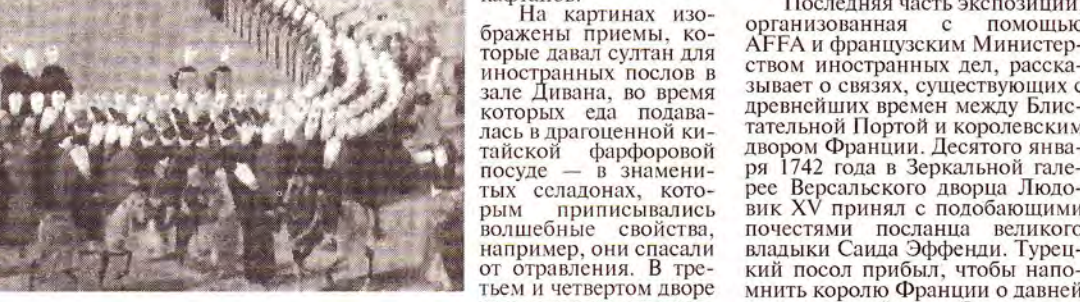 На картинах изо-
бражены приемы, ко-
торые давал султан для
иностранных послов в
зале Дивана, во время
которых еда подава-
лась в драгоценной ки-
тайской фарфоровой
посуде — в знамени-
тых селадонах, кото-
рым приписывались
волшебные свойства,
например, они спасали
от отравления. В тре-
тьем и четвертом дворе
Последняя часть экспозиции
организованная с помощью
AFFA и французским Министер-
ством иностранных дел, расска-
зывает о связях, существующих с
древнейших времен между Блис-
тательной Портой и королевским
двором Франции. Десятого янва-
ря 1742 года в Зеркальной гале-
рее Версальского дворца Людо-
вик XV принял с подобающими
почестями посланца великого
владыки Саида Эффенди. Турец-
кий посол прибыл, чтобы напо-
мнить королю Франции о давней